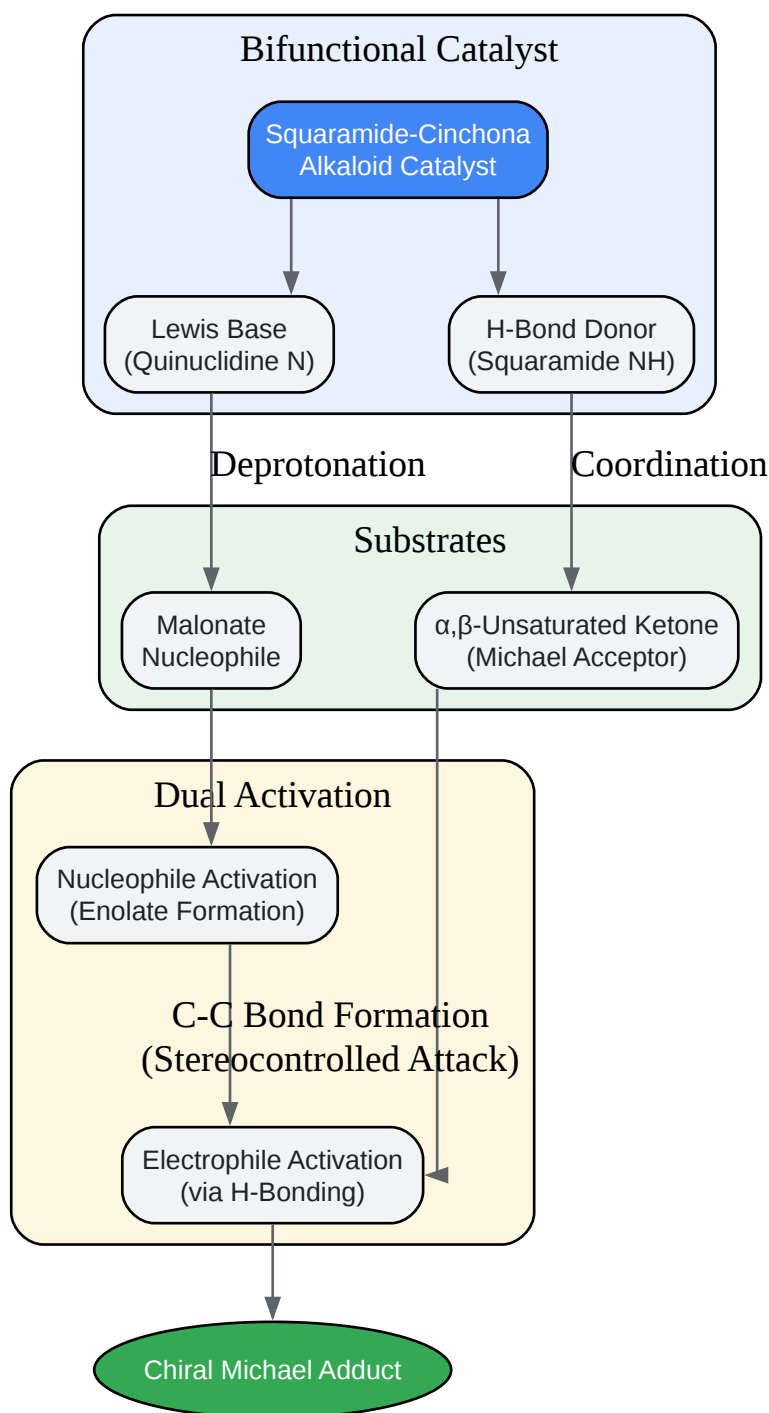 Bifunctional Catalyst
Squaramide-Cinchona
Alkaloid Catalyst
Lewis Base
(Quinuclidine N)
H-Bond Donor
(Squaramide NH)
Deprotonation
Coordination
Substrates
Malonate
Nucleophile
α,β-Unsaturated Ketone
(Michael Acceptor)
Dual Activation
Nucleophile Activation
(Enolate Formation)
C-C Bond Formation
(Stereocontrolled Attack)
Electrophile Activation
(via H-Bonding)
Chiral Michael Adduct